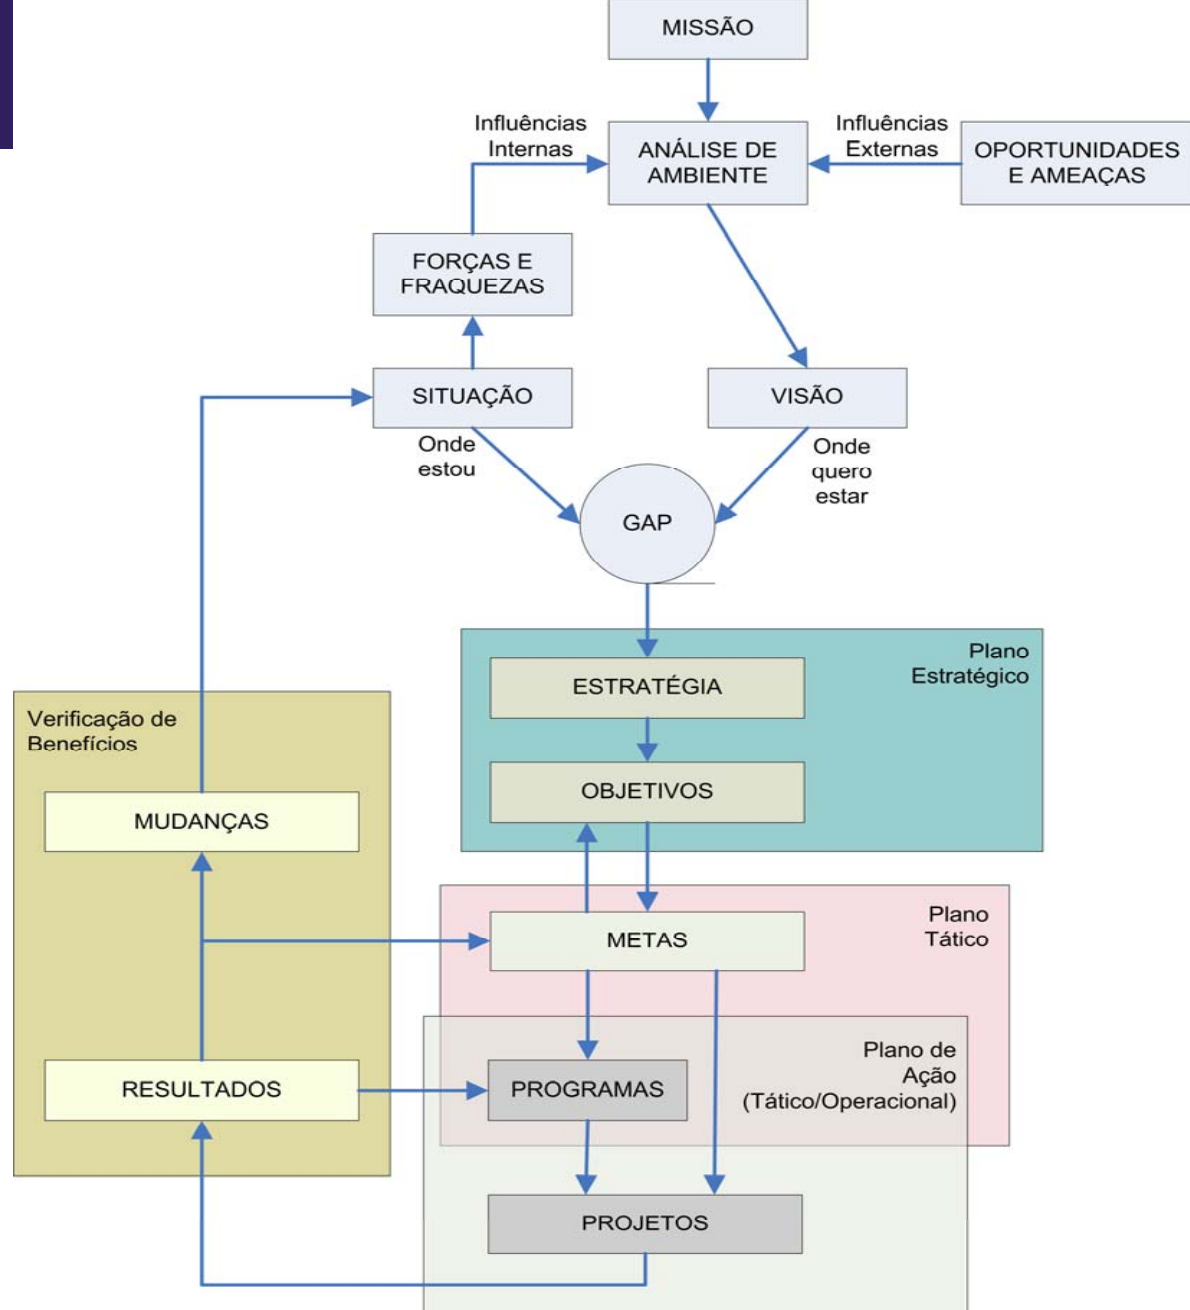 MISSÃO
Influências
Internas
ANÁLISE DE
AMBIENTE
Influências
Externas
OPORTUNIDADES
E AMEAÇAS
FORÇAS E
FRAQUEZAS
SITUAÇÃO
VISÃO
Onde
estou
Onde
quero
estar
GAP
Plano
Estratégico
ESTRATÉGIA
OBJETIVOS
Verificação de
Benefícios
MUDANÇAS
Plano
Tático
METAS
Plano de
Ação
(Tático/Operacional)
RESULTADOS
PROGRAMAS
PROJETOS